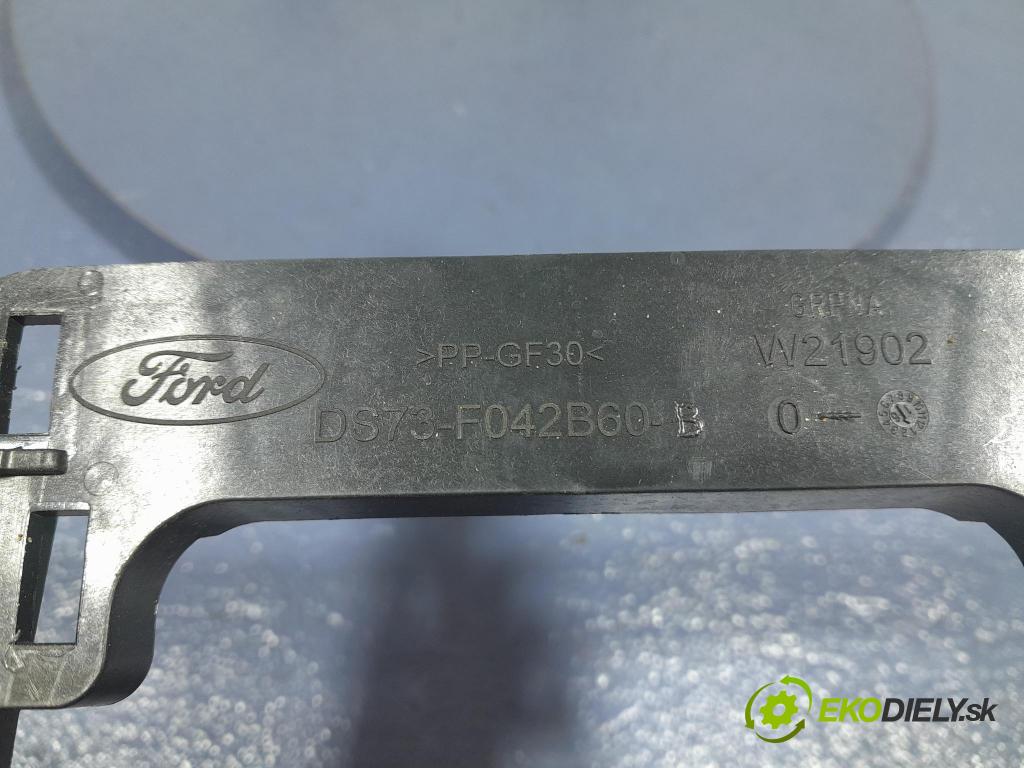 Ford
>PP-GF30<
DS73-F042B60-B
W21902
0
EKODIELY.sk